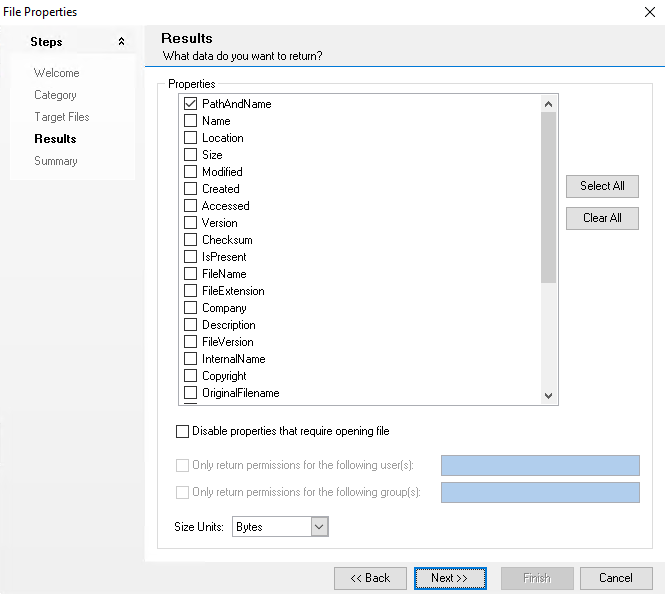 File Properties
Steps
Welcome
Category
Target Files
Results
Summary
Results
What data do you want to return?
Properties
PathAndName
Name
Location
Size
Modified
Created
Accessed
Version
Checksum
IsPresent
FileName
FileExtension
Company
Description
FileVersion
InternalName
Copyright
OriginalFilename
Select All
Clear All
Disable properties that require opening file
Only return permissions for the following user(s):
Only return permissions for the following group(s):
Size Units: Bytes
<< Back Next >> Finish Cancel